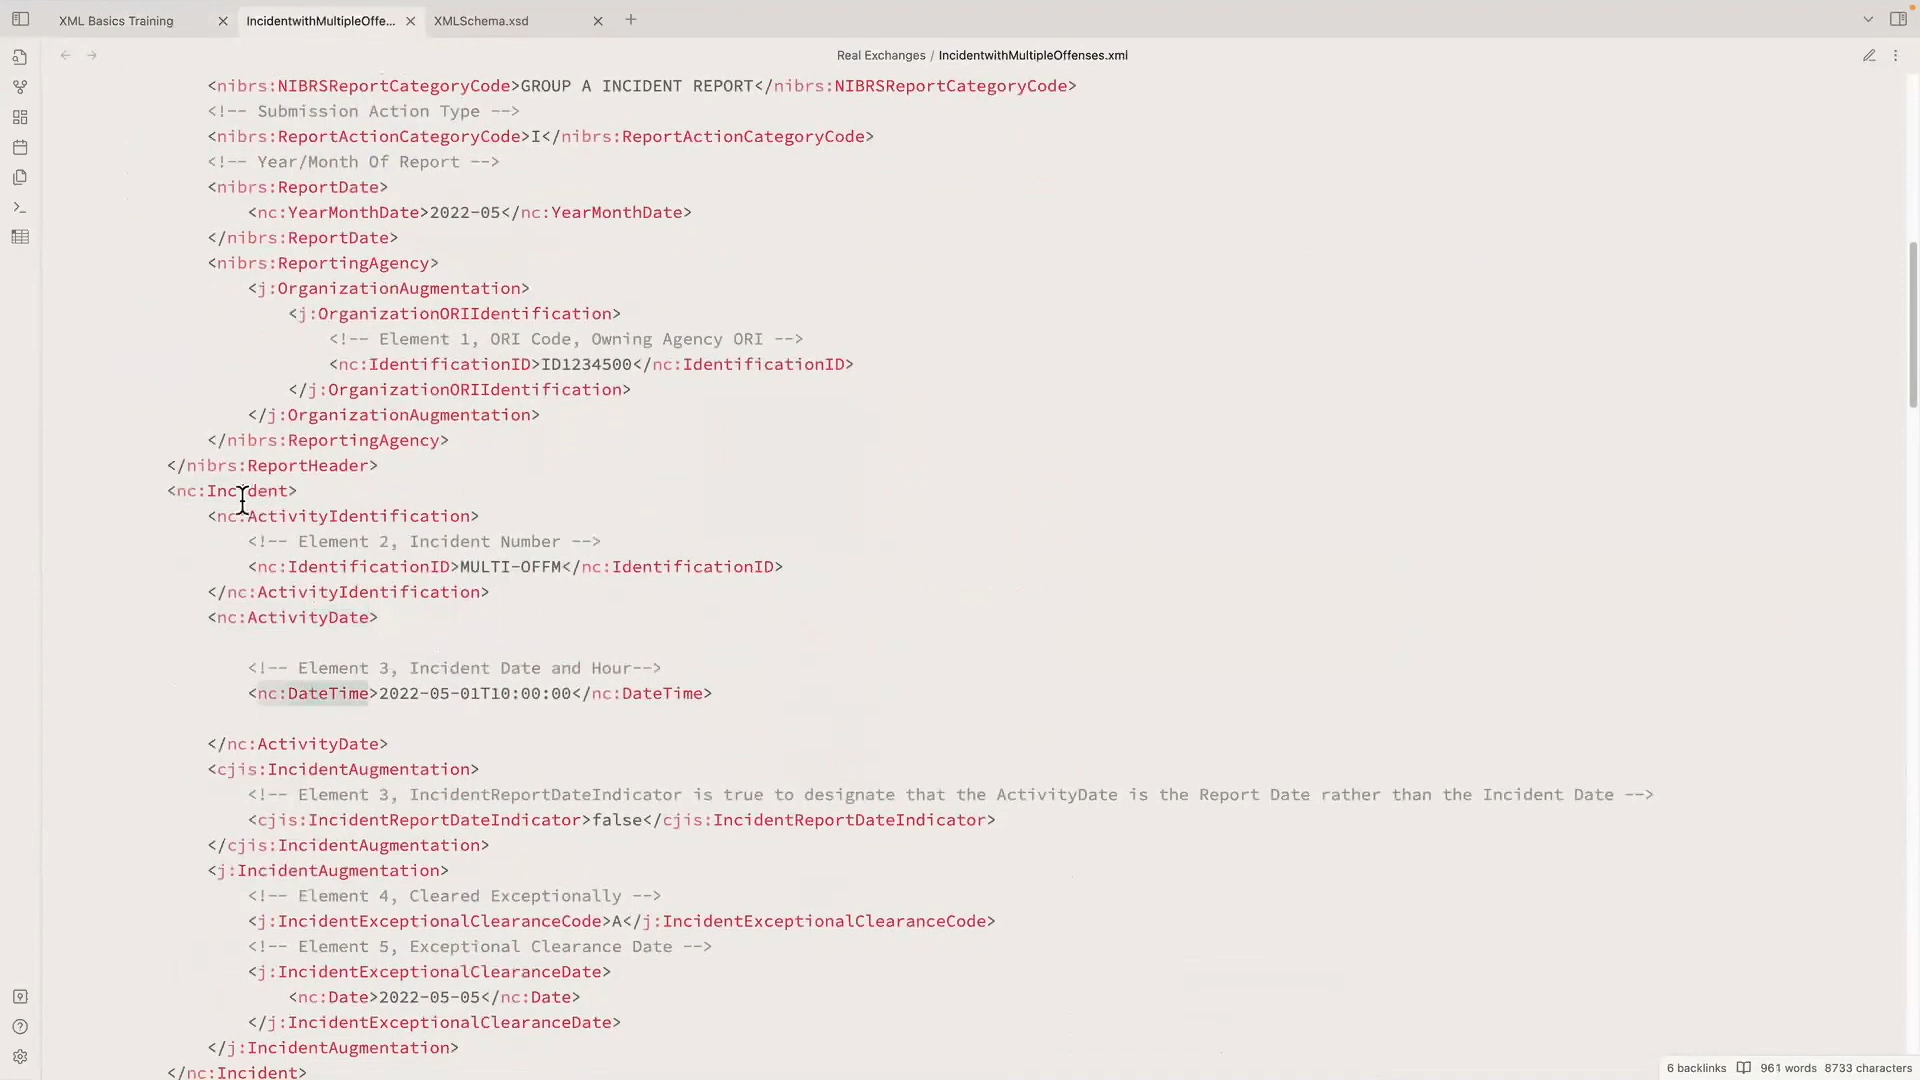 XML Basics Training
IncidentwithMultipleOffe...
XMLSchema.xsd
Real Exchanges / IncidentwithMultipleOffenses.xml
<nibrs:NIBRSReportCategoryCode>GROUP A INCIDENT REPORT</nibrs:NIBRSReportCategoryCode>
<!-- Submission Action Type -->
<nibrs:ReportActionCategoryCode>I</nibrs:ReportActionCategoryCode>
<!-- Year/Month Of Report -->
<nibrs:ReportDate>
<nc:YearMonthDate>2022-05</nc:YearMonthDate>
</nibrs:ReportDate>
<nibrs:ReportingAgency>
<j:OrganizationAugmentation>
<j:OrganizationORIIdentification>
<!-- Element 1, ORI Code, Owning Agency ORI -->
<nc:IdentificationID>ID1234500</nc:IdentificationID>
</j:OrganizationORIIdentification>
</j:OrganizationAugmentation>
</nibrs:ReportingAgency>
</nibrs:ReportHeader>
<nc:Incident>
<nc:ActivityIdentification>
<!-- Element 2, Incident Number -->
<nc:IdentificationID>MULTI-OFFM</nc:IdentificationID>
</nc:ActivityIdentification>
<nc:ActivityDate>
<!-- Element 3, Incident Date and Hour-->
<nc:DateTime>2022-05-01T10:00:00</nc:DateTime>
</nc:ActivityDate>
<cjis:IncidentAugmentation>
<!-- Element 3, IncidentReportDateIndicator is true to designate that the ActivityDate is the Report Date rather than the Incident Date -->
<cjis:IncidentReportDateIndicator>false</cjis:IncidentReportDateIndicator>
</cjis:IncidentAugmentation>
<j:IncidentAugmentation>
<!-- Element 4, Cleared Exceptionally -->
<j:IncidentExceptionalClearanceCode>A</j:IncidentExceptionalClearanceCode>
<!-- Element 5, Exceptional Clearance Date -->
<j:IncidentExceptionalClearanceDate>
<nc:Date>2022-05-05</nc:Date>
</j:IncidentExceptionalClearanceDate>
</j:IncidentAugmentation>
</nc:Incident>
6 backlinks 961 words 8733 characters